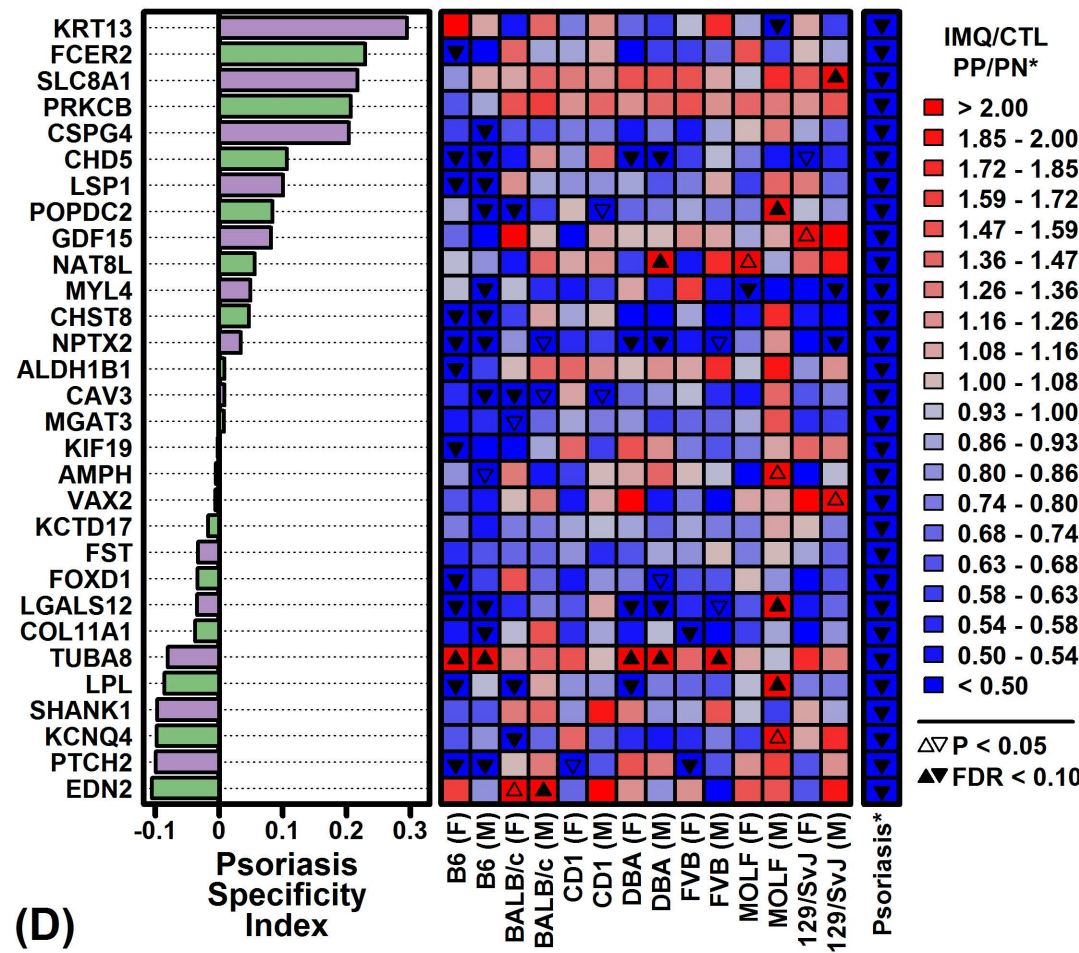 KRT13
FCER2
SLC8A1
PRKCB
CSPG4
CHD5
LSP1
POPDC2
GDF15
NAT8L
MYL4
CHST8
NPTX2
ALDH1B1
CAV3
MGAT3
KIF19
AMPH
VAX2
KCTD17
FST
FOXD1
LGALS12
COL11A1
TUBA8
LPL
SHANK1
KCNQ4
PTCH2
EDN2
-0.1 0 0.1 0.2 0.3
Psoriasis
Specificity
Index
(D)
B6 (F)
B6 (M)
BALB/c (F)
BALB/c (M)
CD1 (F)
CD1 (M)
DBA (F)
DBA (M)
FVB (F)
FVB (M)
MOLF (F)
MOLF (M)
129/SvJ (F)
129/SvJ (M)
Psoriasis*
IMQ/CTL
PP/PN*
> 2.00
1.85 - 2.00
1.72 - 1.85
1.59 - 1.72
1.47 - 1.59
1.36 - 1.47
1.26 - 1.36
1.16 - 1.26
1.08 - 1.16
1.00 - 1.08
0.93 - 1.00
0.86 - 0.93
0.80 - 0.86
0.74 - 0.80
0.68 - 0.74
0.63 - 0.68
0.58 - 0.63
0.54 - 0.58
0.50 - 0.54
< 0.50
P < 0.05
FDR < 0.10